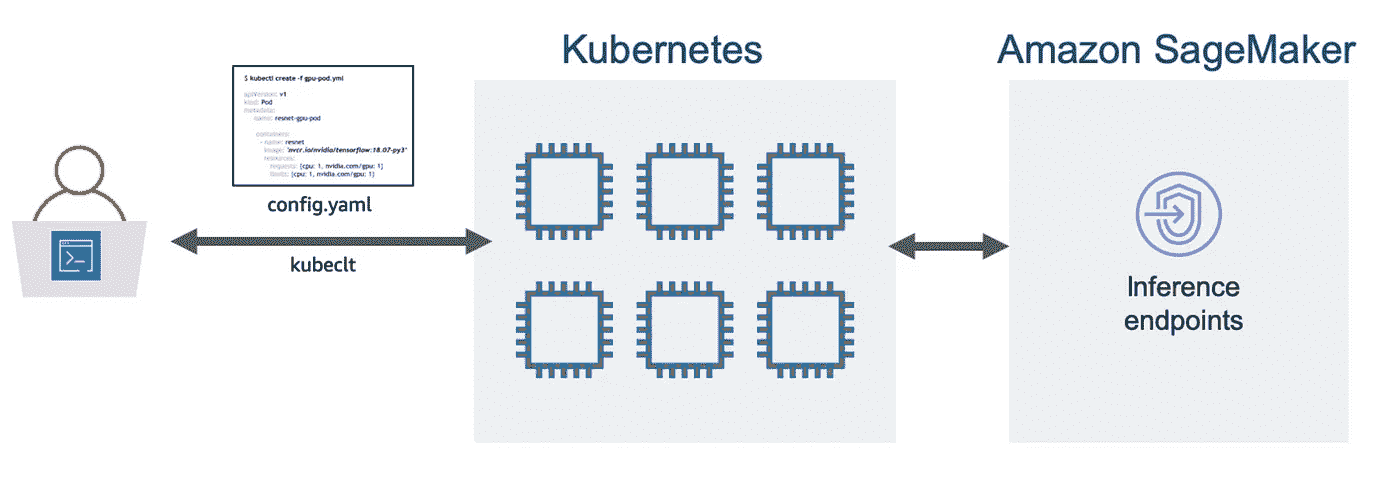 Kubernetes
Amazon SageMaker
$ kubectl create -f gpu-pod.yml
apiVersion: v1
kind: Pod
metadata:
name: resnet-gpu-pod
containers:
- name: resnet
image: "nvcr.io/nvidia/tensorflow:18.07-py3"
resources:
requests: {cpu: 1, nvidia.com/gpu: 1}
limits: {cpu: 1, nvidia.com/gpu: 1}
config.yaml
kubeclt
Inference
endpoints